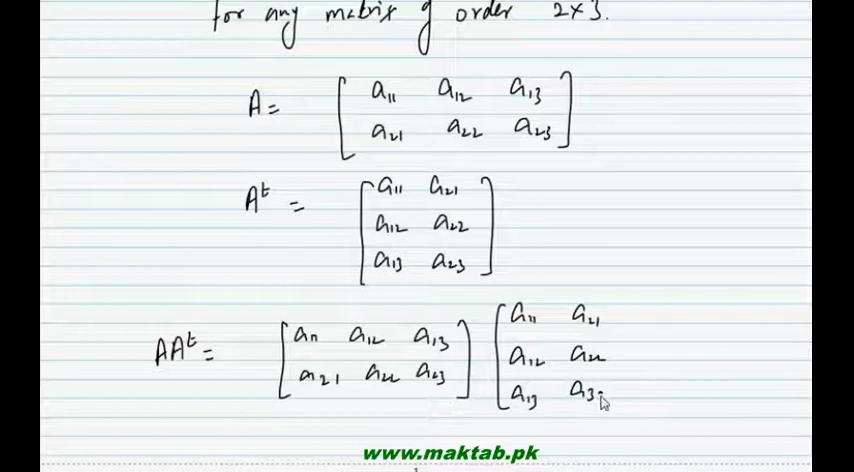 for any matrix of order 2×3.
A = [ a11 a12 a13
a21 a22 a23 ]
A^t = [ a11 a21
a12 a22
a13 a23 ]
AA^t = [ a11 a12 a13 [ a11 a21
a21 a22 a23 ] a12 a22
a13 a3
www.maktab.pk